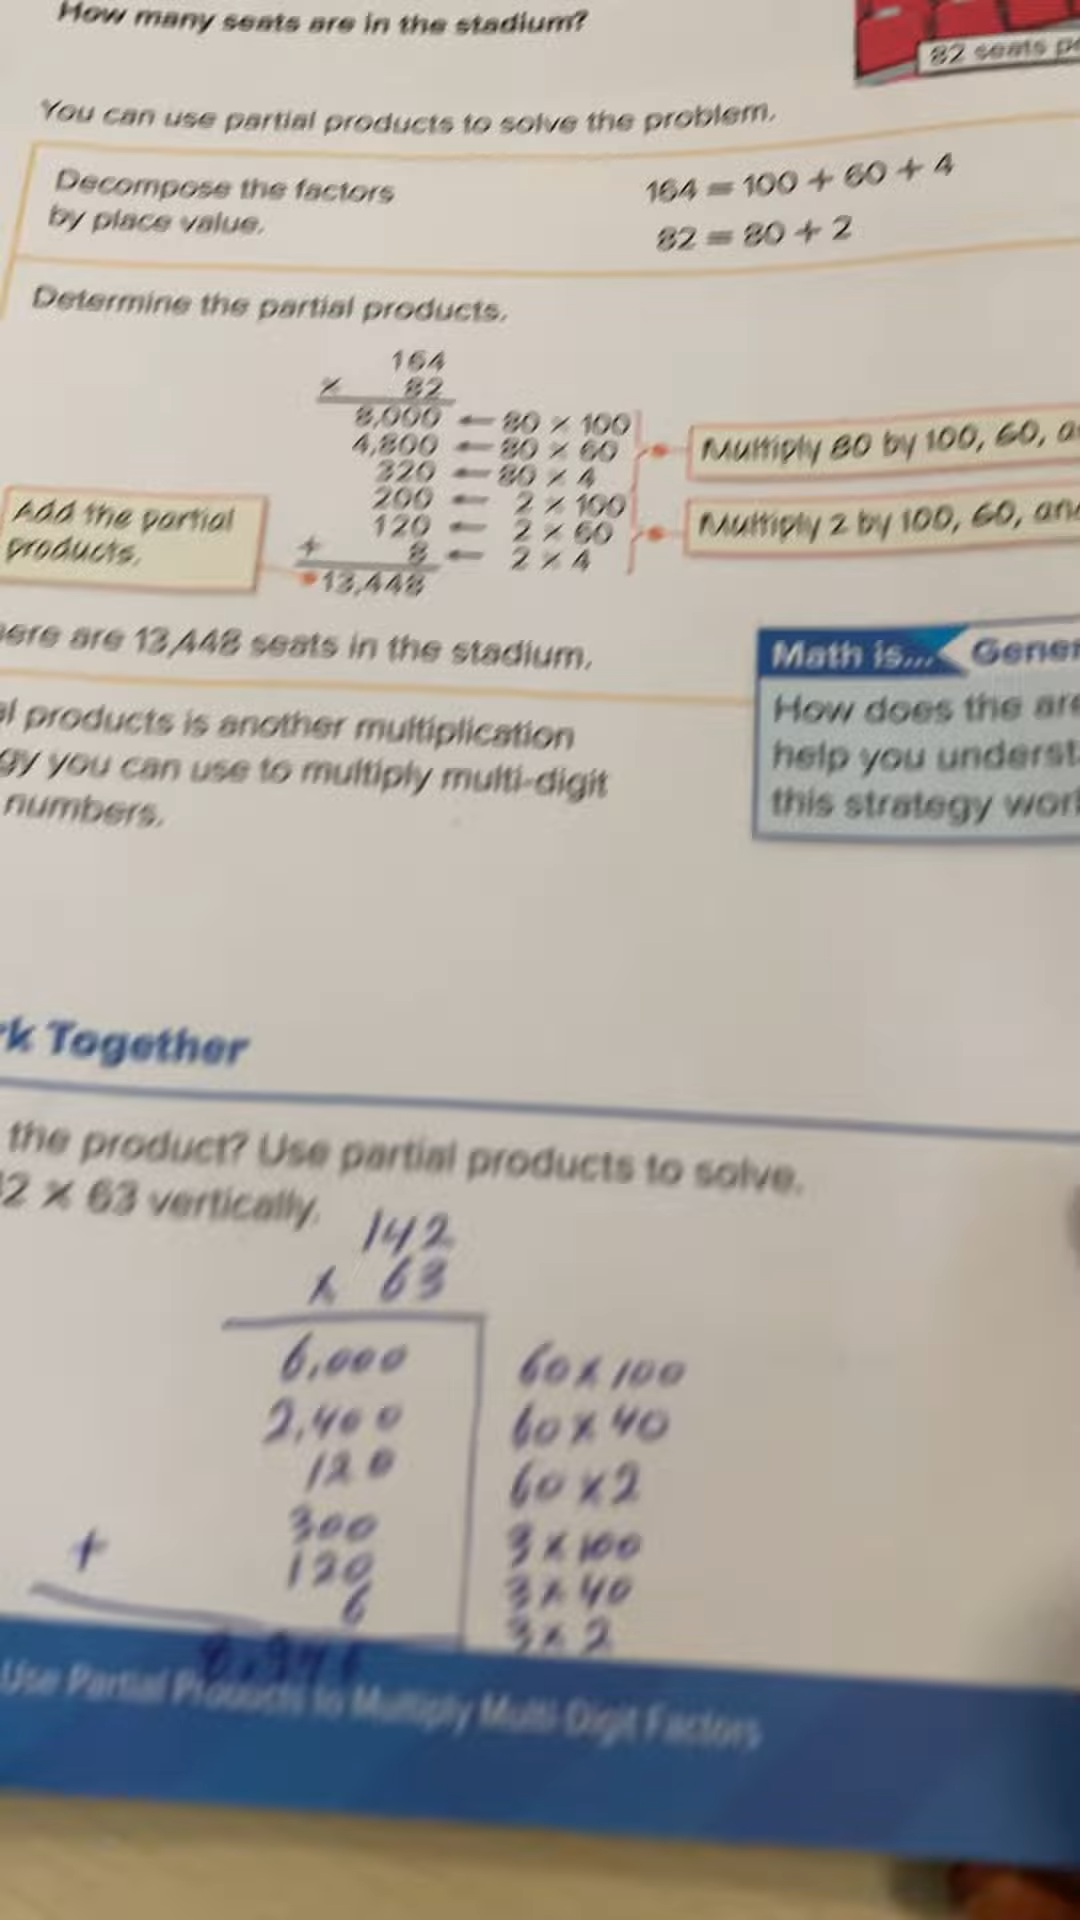 How many seats are in the stadium?
82 seats pe
You can use partial products to solve the problem.
Decompose the factors
by place value.
164 = 100 + 60 + 4
82 = 80 + 2
Determine the partial products.
164
× 82
8,000 ← 80 × 100
4,800 ← 80 × 60
320 ← 80 × 4
200 ← 2 × 100
120 ← 2 × 60
+ 8 ← 2 × 4
13,448
Multiply 80 by 100, 60, a
Multiply 2 by 100, 60, an
Add the partial
products.
ere are 13,448 seats in the stadium.
al products is another multiplication
gy you can use to multiply multi-digit
numbers.
Math is... Gener
How does the are
help you underst
this strategy wor
rk Together
the product? Use partial products to solve.
2 × 63 vertically.
142
x 63
6,000 60 x 100
2,400 60 x 40
120 60 x 2
300 3 x 100
+ 120 3 x 40
6 3 x 2
Use Partial Products to Multiply Multi-Digit Factors